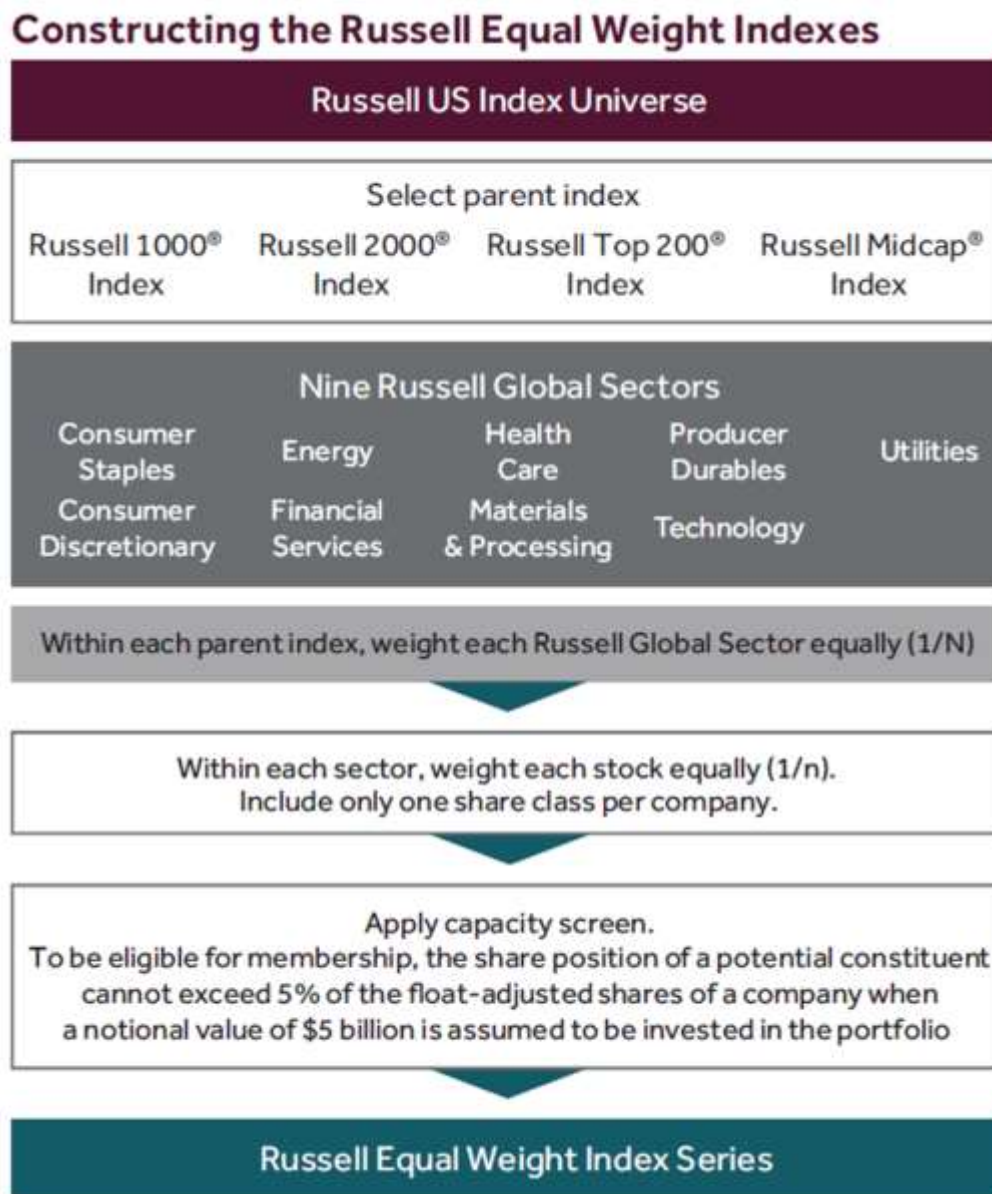 Constructing the Russell Equal Weight Indexes
Russell US Index Universe
Select parent index
Russell 1000® Index
Russell 2000® Index
Russell Top 200® Index
Russell Midcap® Index
Nine Russell Global Sectors
Consumer Staples
Energy
Health Care
Producer Durables
Utilities
Consumer Discretionary
Financial Services
Materials & Processing
Technology
Within each parent index, weight each Russell Global Sector equally (1/N)
Within each sector, weight each stock equally (1/n).
Include only one share class per company.
Apply capacity screen.
To be eligible for membership, the share position of a potential constituent
cannot exceed 5% of the float-adjusted shares of a company when
a notional value of $5 billion is assumed to be invested in the portfolio
Russell Equal Weight Index Series